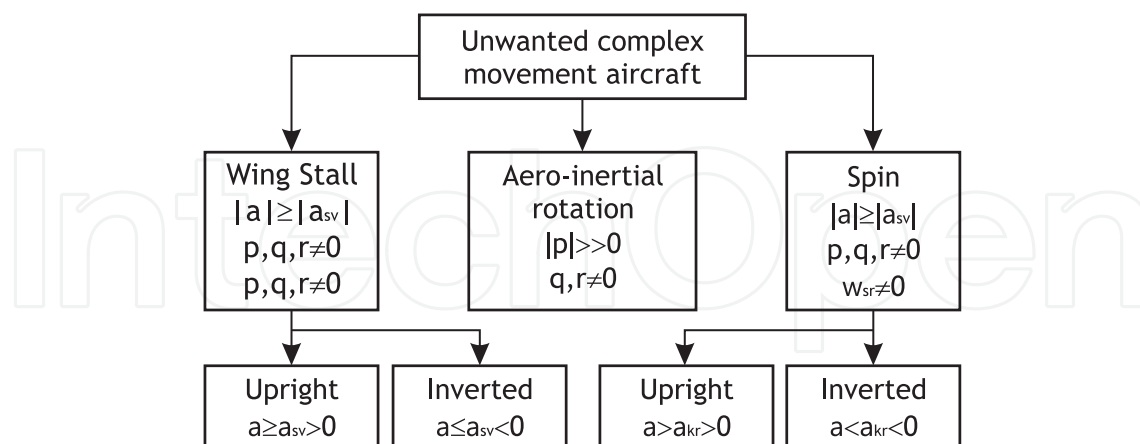 Unwanted complex
movement aircraft
Wing Stall
|a|≥|asv|
p,q,r≠0
p,q,r≠0
Aero-inertial
rotation
|p|>>0
q,r≠0
Spin
|a|≥|asv|
p,q,r≠0
wsr≠0
Upright
a≥asv>0
Inverted
a≤asv<0
Upright
a>akr>0
Inverted
a<akr<0
IntechOpen